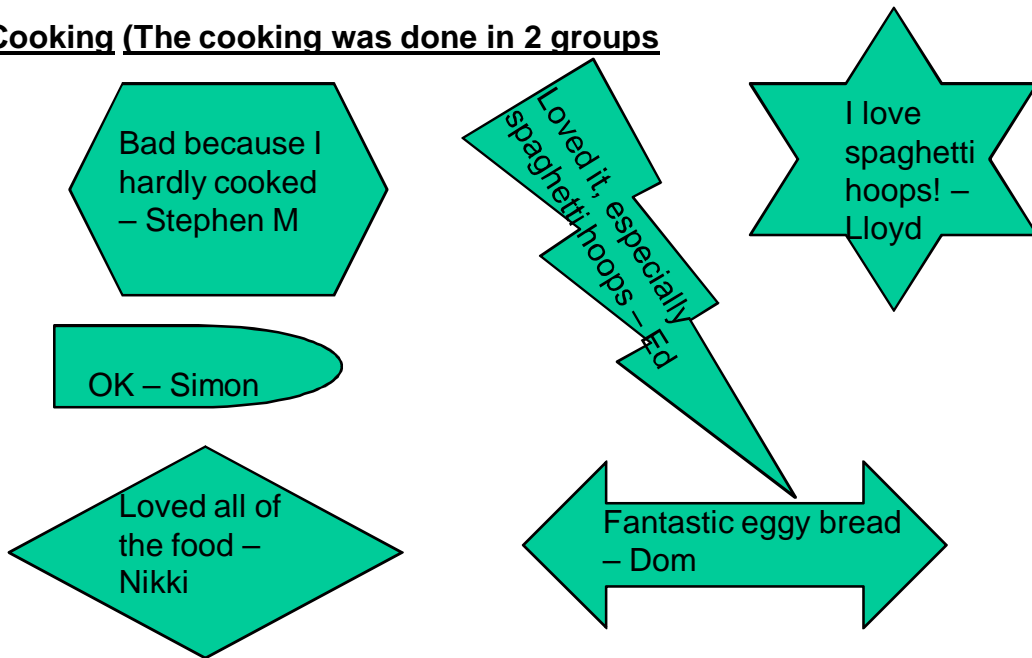 Cooking (The cooking was done in 2 groups
Bad because I
hardly cooked
– Stephen M
Loved it, especially
spaghetti hoops – Ed
I love
spaghetti
hoops! –
Lloyd
OK – Simon
Loved all of
the food –
Nikki
Fantastic eggy bread
– Dom